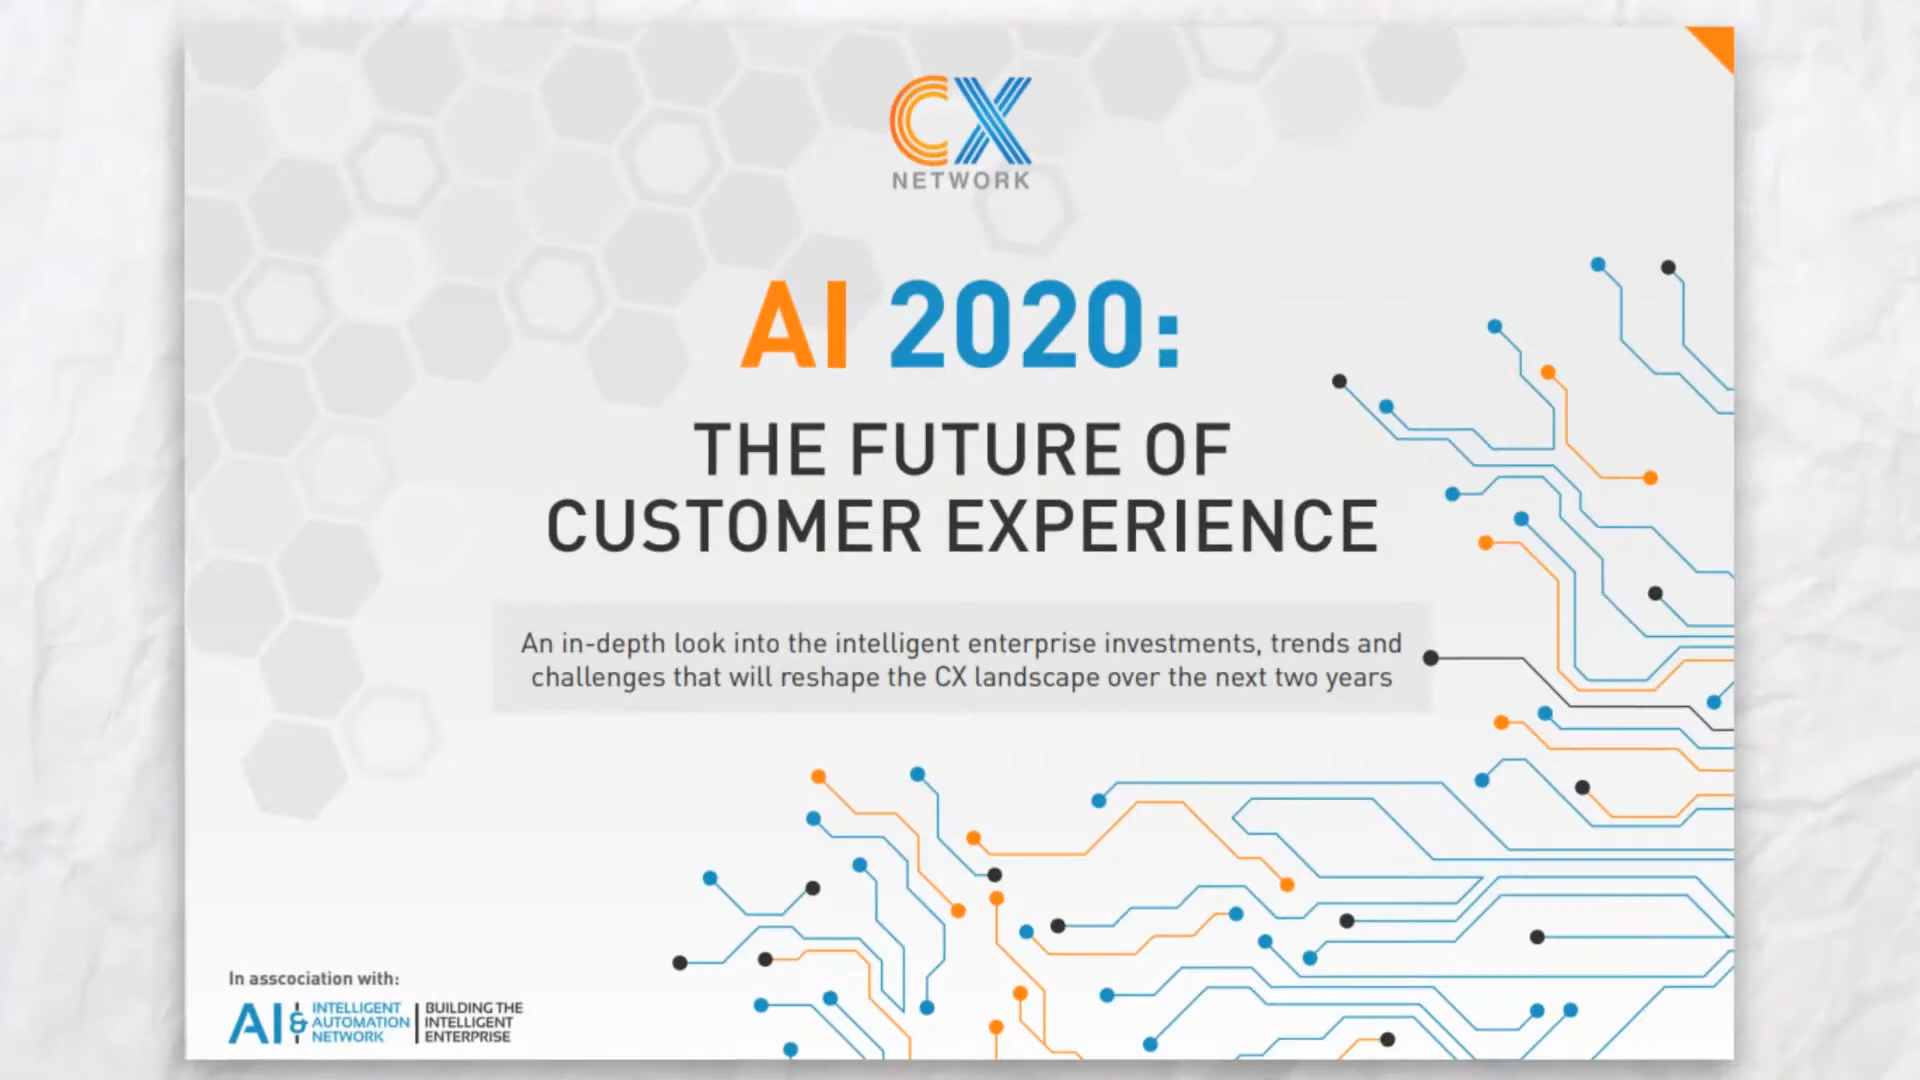 CX
NETWORK
AI 2020:
THE FUTURE OF
CUSTOMER EXPERIENCE
An in-depth look into the intelligent enterprise investments, trends and
challenges that will reshape the CX landscape over the next two years
In asscociation with:
AI & INTELLIGENT AUTOMATION NETWORK
BUILDING THE INTELLIGENT ENTERPRISE